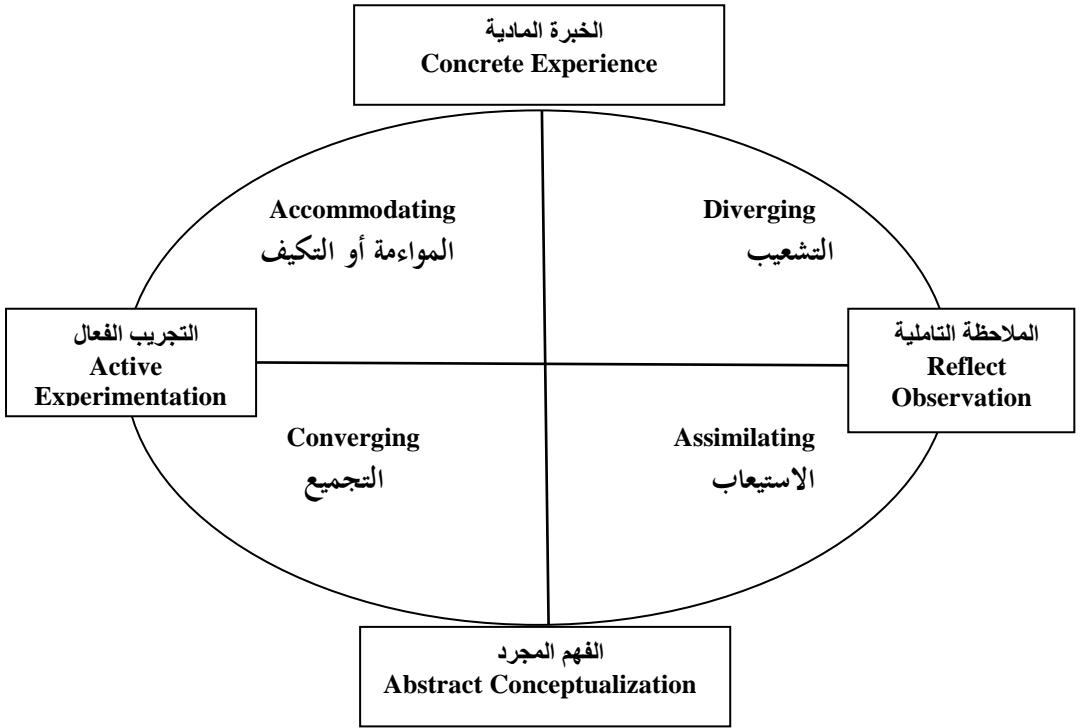 الخبرة المادية
Concrete Experience
Accommodating
المواءمة أو التكيف
Diverging
التشعيب
التجريب الفعال
Active
Experimentation
الملاحظة التاملية
Reflect
Observation
Converging
التجميع
Assimilating
الاستيعاب
الفهم المجرد
Abstract Conceptualization